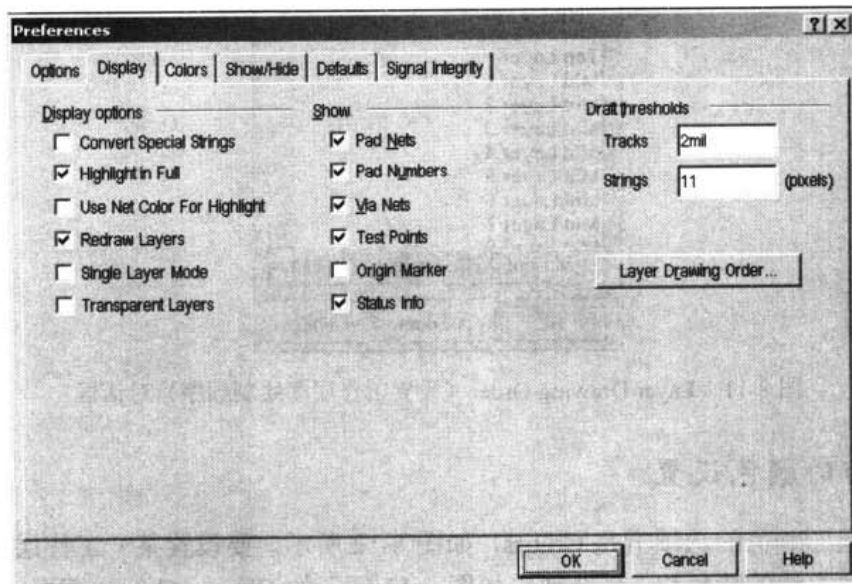 Preferences
Options Display Colors Show/Hide Defaults Signal Integrity
Display options
Convert Special Strings
Highlight in Full
Use Net Color For Highlight
Redraw Layers
Single Layer Mode
Transparent Layers
Show
Pad Nets
Pad Numbers
Via Nets
Test Points
Origin Marker
Status Info
Draft thresholds
Tracks 2mil
Strings 11 (pixels)
Layer Drawing Order...
OK Cancel Help